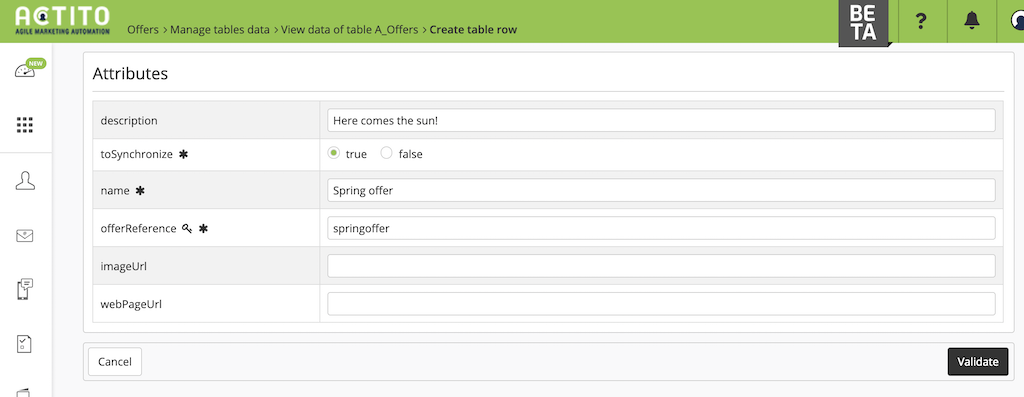 ACTITO
AGILE MARKETING AUTOMATION
Offers > Manage tables data > View data of table A_Offers > Create table row
BE
TA
?
NEW
Attributes
description Here comes the sun!
toSynchronize ✱ true false
name ✱ Spring offer
offerReference ✱ springoffer
imageUrl
webPageUrl
Cancel Validate